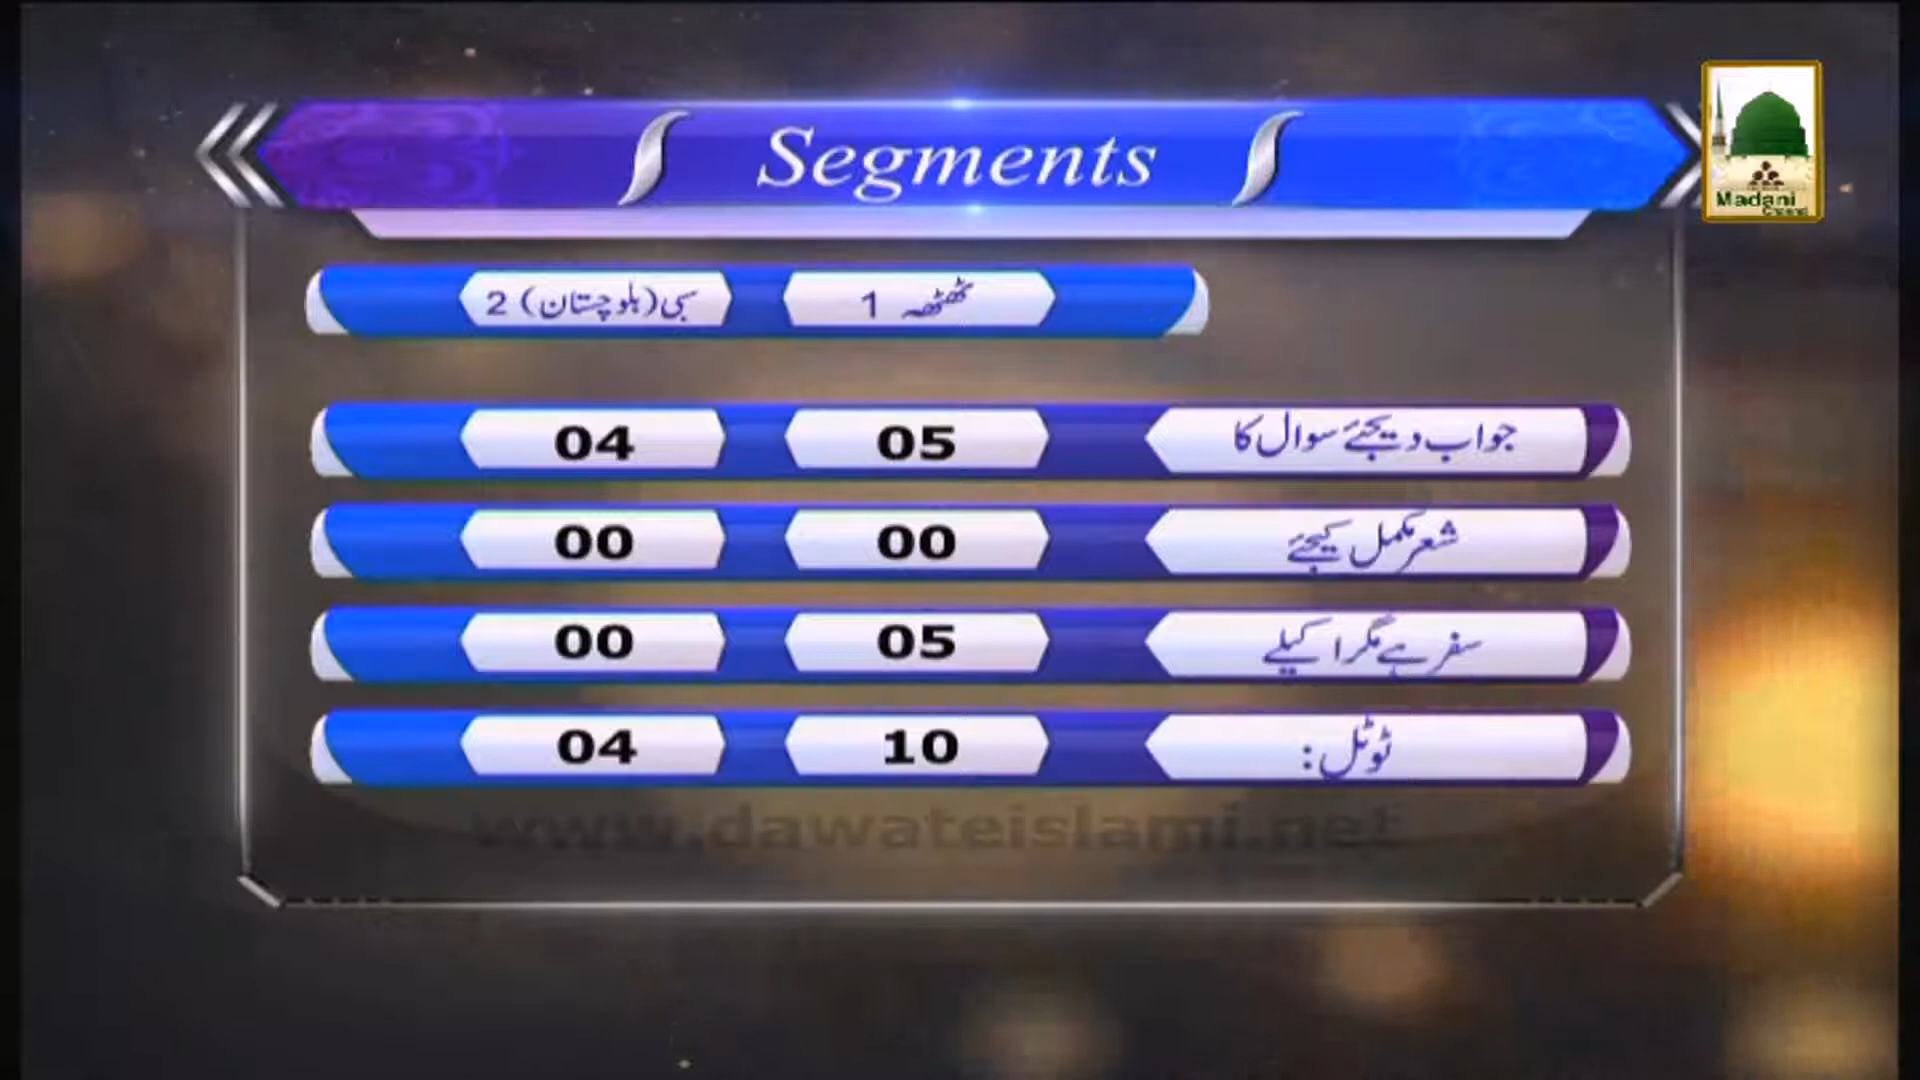 Segments
Madani
Channel
ٹھٹھہ 1 سبی (بلوچستان) 2
جواب دیجئے سوال کا 05 04
شعر مکمل کیجئے 00 00
سفر ہے مگر اکیلے 05 00
ٹوٹل: 10 04
www.dawateislami.net